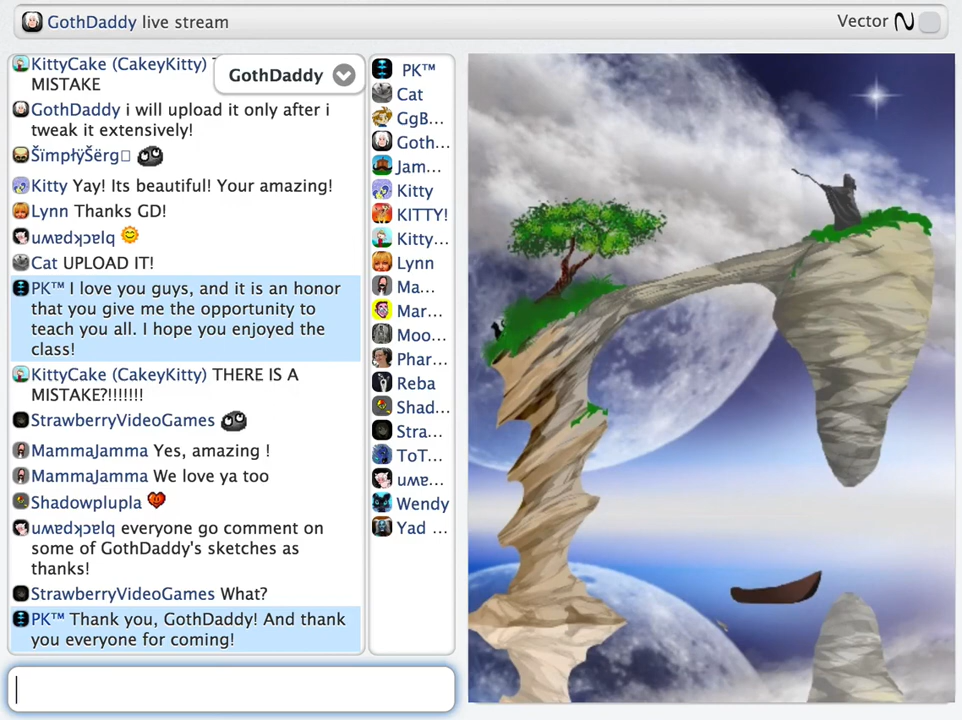 GothDaddy live stream
Vector
KittyCake (CakeyKitty)
MISTAKE
GothDaddy
GothDaddy i will upload it only after i
tweak it extensively!
ŠïmpłÿŠërg
Kitty Yay! Its beautiful! Your amazing!
Lynn Thanks GD!
uʍɐdʞɔɐlq
Cat UPLOAD IT!
PK™ I love you guys, and it is an honor
that you give me the opportunity to
teach you all. I hope you enjoyed the
class!
KittyCake (CakeyKitty) THERE IS A
MISTAKE?!!!!!!!
StrawberryVideoGames
MammaJamma Yes, amazing !
MammaJamma We love ya too
Shadowplupla
uʍɐdʞɔɐlq everyone go comment on
some of GothDaddy's sketches as
thanks!
StrawberryVideoGames What?
PK™ Thank you, GothDaddy! And thank
you everyone for coming!
PK™
Cat
GgB...
Goth...
Jam...
Kitty
KITTY!
Kitty...
Lynn
Ma...
Mar...
Moo...
Phar...
Reba
Shad...
Stra...
ToT...
uʍɐ...
Wendy
Yad ...